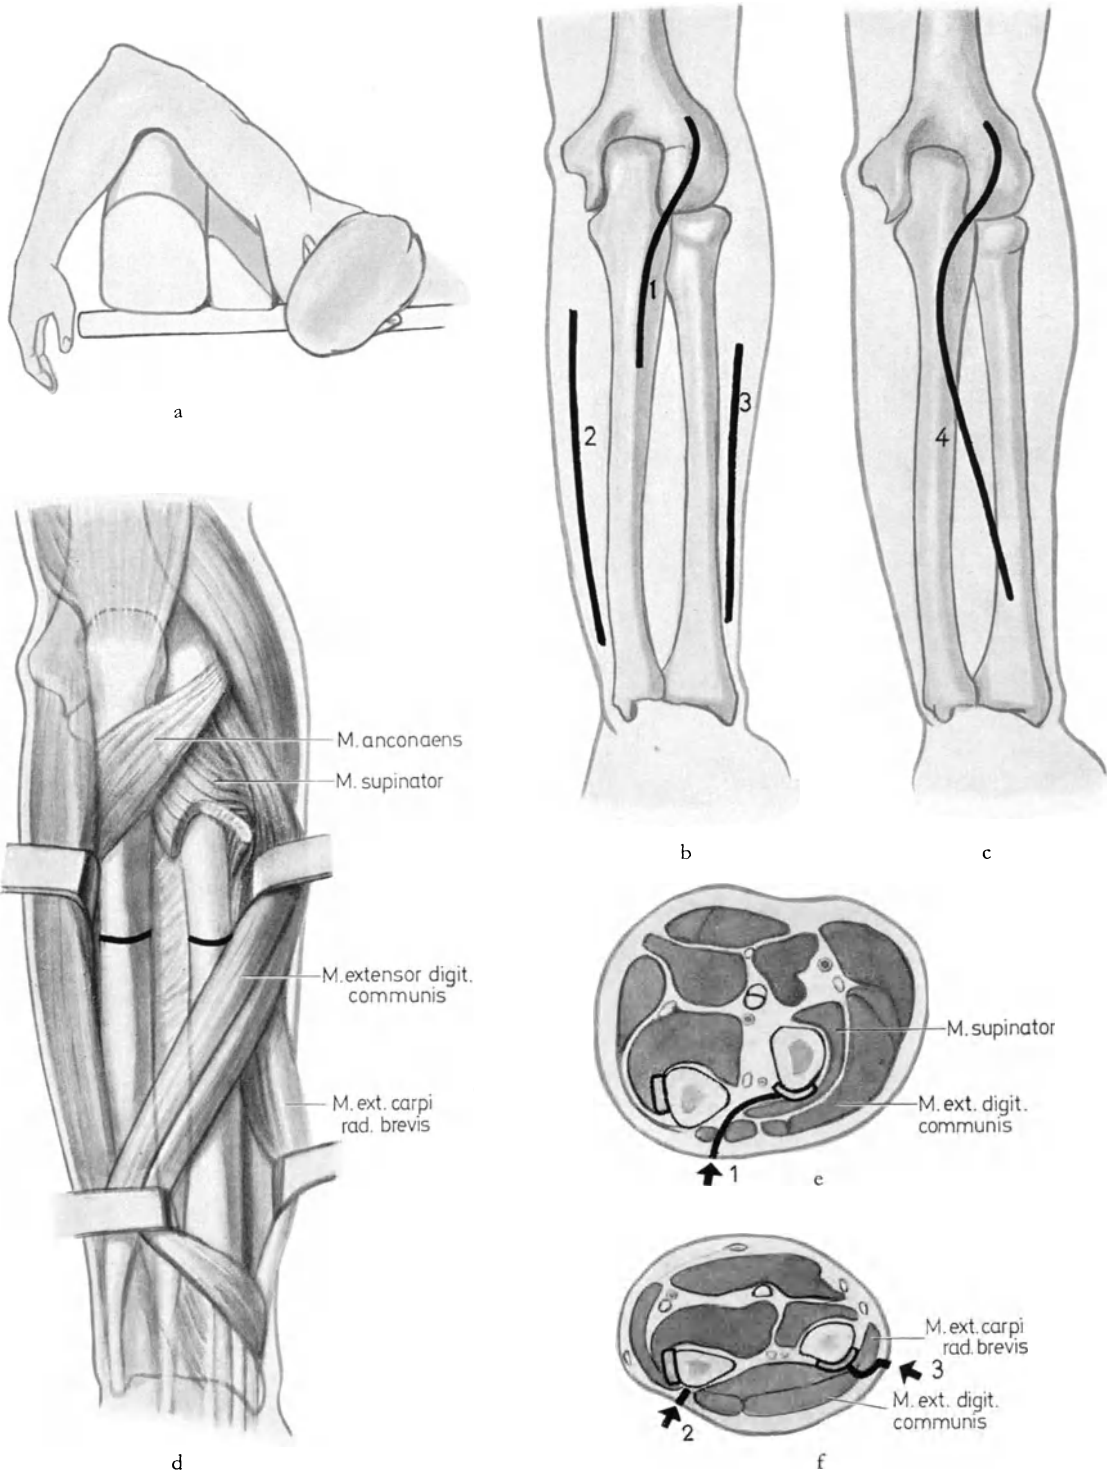 a
1
2
3
b
4
c
M. anconaens
M. supinator
M. extensor digit.
communis
M. ext. carpi
rad. brevis
d
M. supinator
M. ext. digit.
communis
1
e
M. ext. carpi
rad. brevis
3
M. ext. digit.
communis
2
f